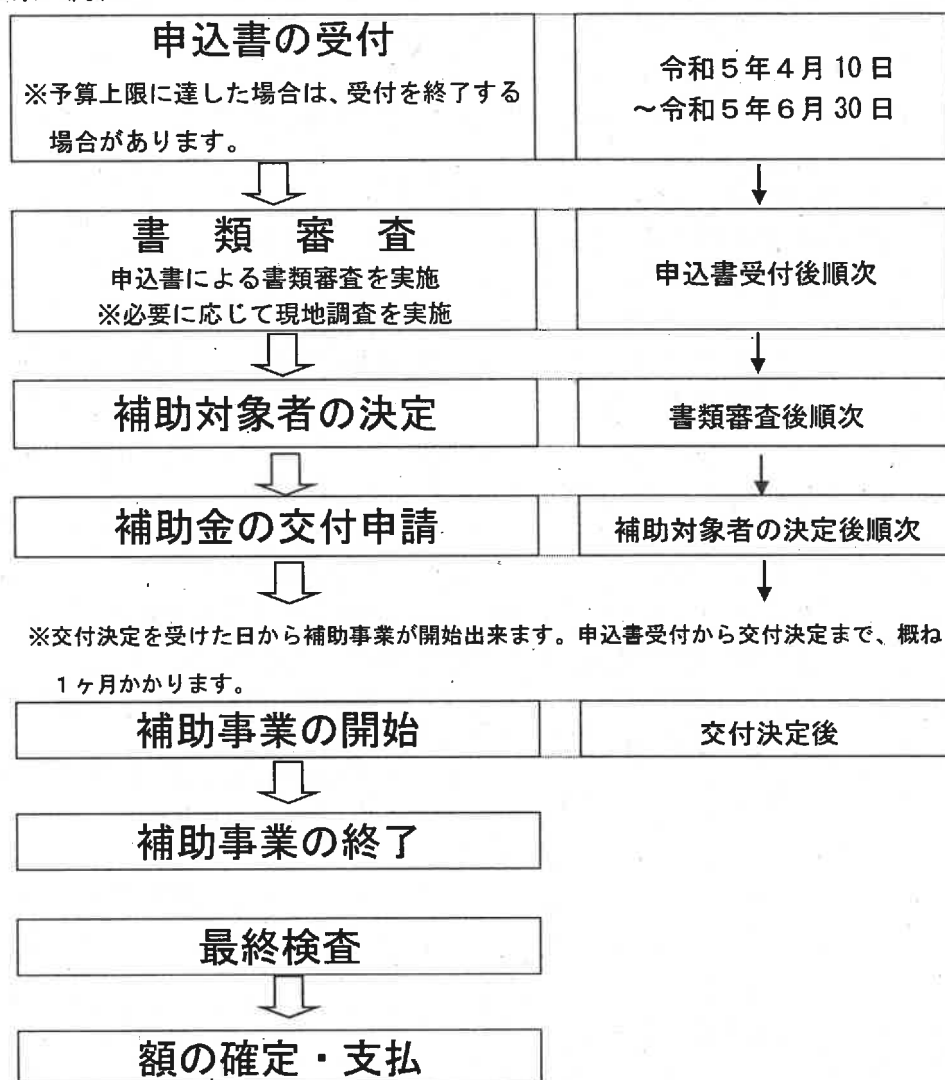 申込書の受付
※予算上限に達した場合は、受付を終了する
場合があります。
令和5年4月10日
~令和5年6月30日
書類審査
申込書による書類審査を実施
※必要に応じて現地調査を実施
申込書受付後順次
補助対象者の決定
書類審査後順次
補助金の交付申請
補助対象者の決定後順次
※交付決定を受けた日から補助事業が開始出来ます。申込書受付から交付決定まで、概ね
1ヶ月かかります。
補助事業の開始
交付決定後
補助事業の終了
最終検査
額の確定・支払